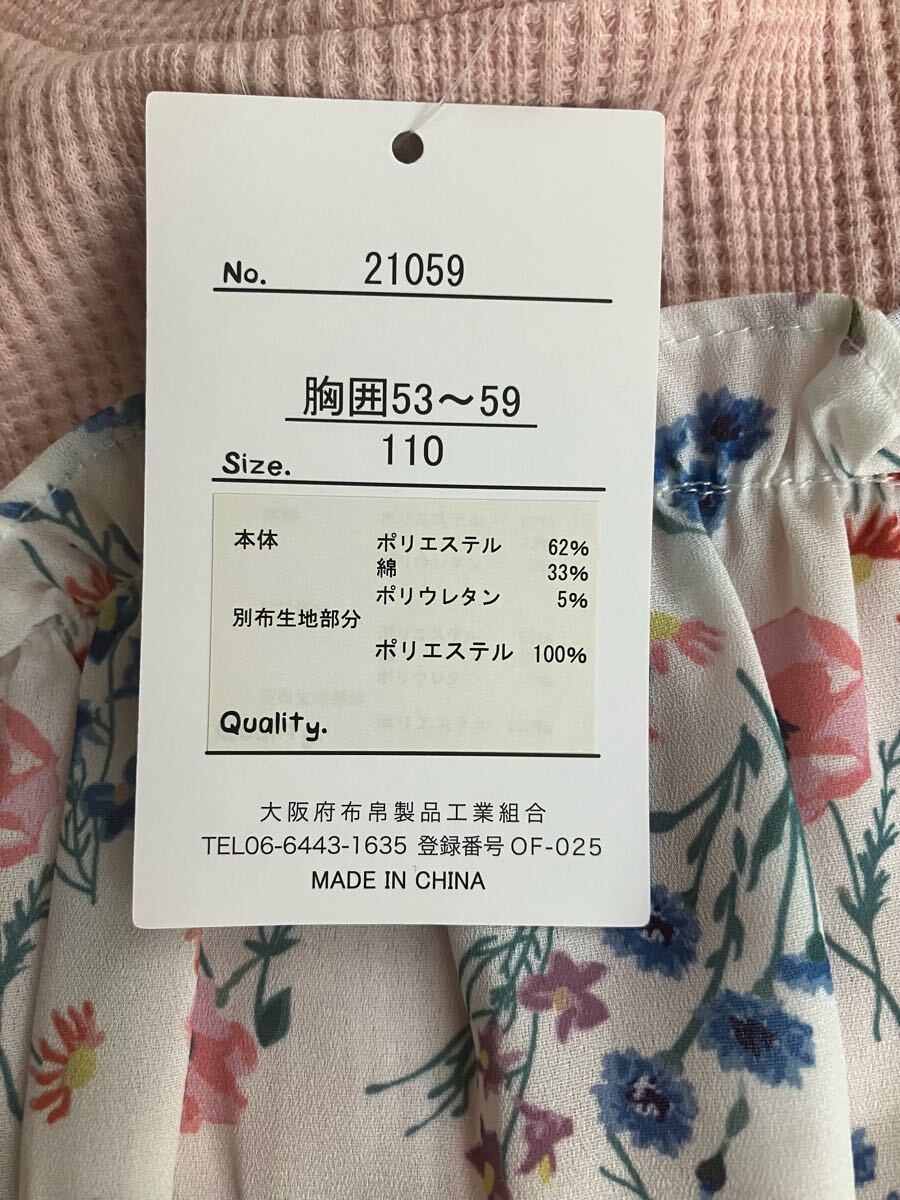 No. 21059
胸囲53～59
Size. 110
本体 ポリエステル 62%
綿 33%
ポリウレタン 5%
別布生地部分
ポリエステル 100%
Quality.
大阪府布帛製品工業組合
TEL06-6443-1635 登録番号 OF-025
MADE IN CHINA